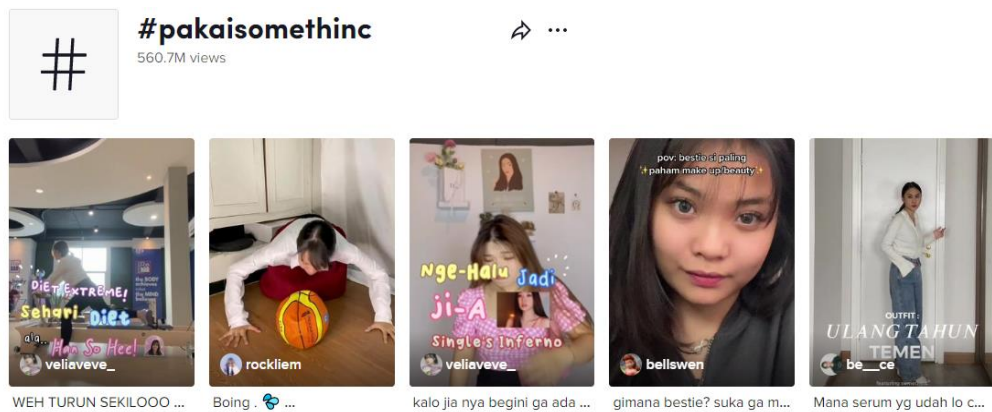 #pakaisomethinc
560.7M views
DIET EXTREME!
Sehari Diet
ala..
Han So Hee!
veliaveve_
rockliem
Nge-Halu Jadi
ji-A
Single's Inferno
veliaveve_
pov: bestie si paling
✨paham make up/beauty✨
bellswen
OUTFIT :
ULANG TAHUN
TEMEN
be__ce
WEH TURUN SEKILOOO ...
Boing . 💦 ...
kalo jia nya begini ga ada ...
gimana bestie? suka ga m...
Mana serum yg udah lo c...